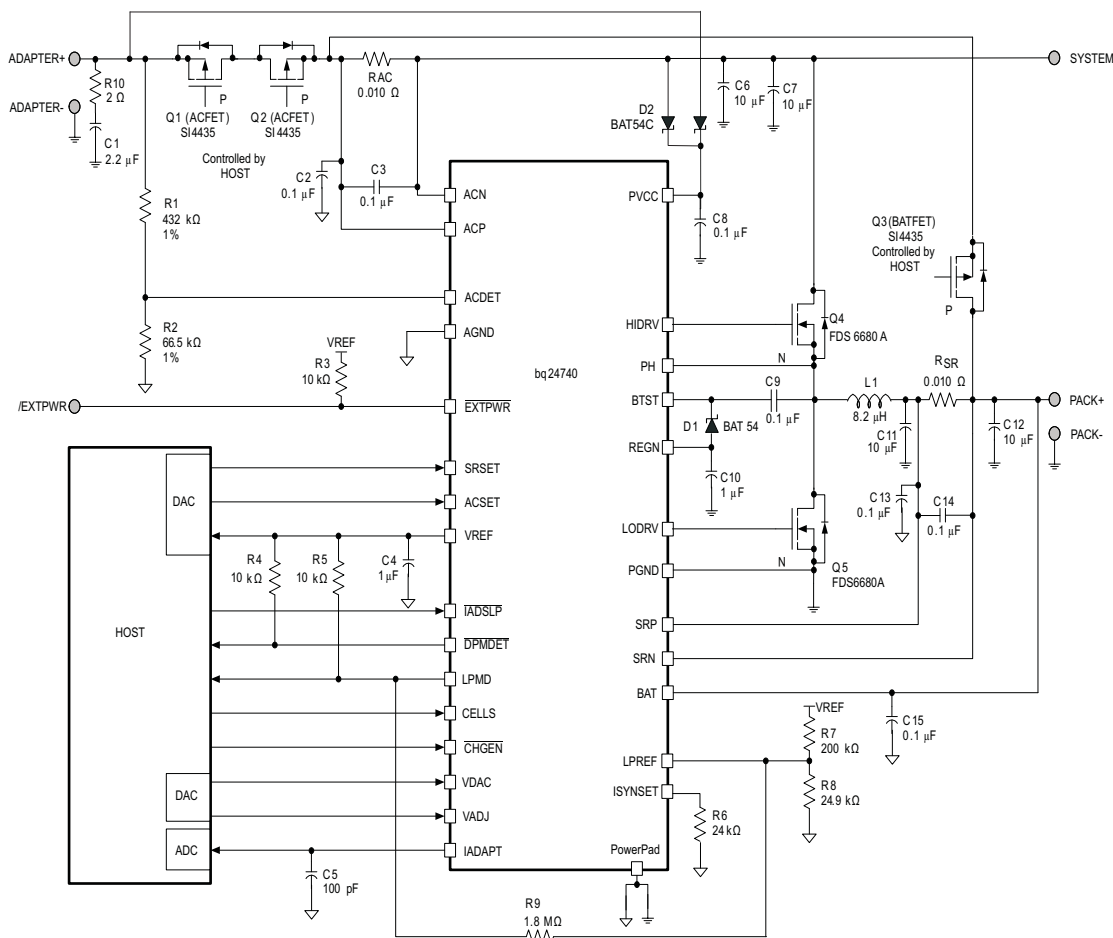 ADAPTER+
R10
2 Ω
ADAPTER-
C1
2.2 µF
P
Q1 (ACFET)
SI4435
P
Q2 (ACFET)
SI4435
Controlled by
HOST
RAC
0.010 Ω
SYSTEM
C6
10 µF
C7
10 µF
D2
BAT54C
C2
0.1 µF
C3
0.1 µF
R1
432 kΩ
1%
ACN
ACP
PVCC
C8
0.1 µF
Q3(BATFET)
SI4435
Controlled by
HOST
P
ACDET
AGND
R2
66.5 kΩ
1%
VREF
R3
10 kΩ
/EXTPWR
EXTPWR
bq24740
HIDRV
Q4
FDS6680A
N
PH
BTST
C9
0.1 µF
L1
8.2 µH
RSR
0.010 Ω
PACK+
PACK-
D1
BAT54
REGN
C10
1 µF
C11
10 µF
C12
10 µF
C13
0.1 µF
C14
0.1 µF
LODRV
N
Q5
FDS6680A
PGND
HOST
DAC
SRSET
ACSET
VREF
R4
10 kΩ
R5
10 kΩ
C4
1 µF
IADSLP
DPMDET
LPMD
CELLS
CHGEN
DAC
VDAC
VADJ
ADC
IADAPT
C5
100 pF
SRP
SRN
BAT
C15
0.1 µF
VREF
R7
200 kΩ
LPREF
R8
24.9 kΩ
ISYNSET
R6
24 kΩ
PowerPad
R9
1.8 MΩ